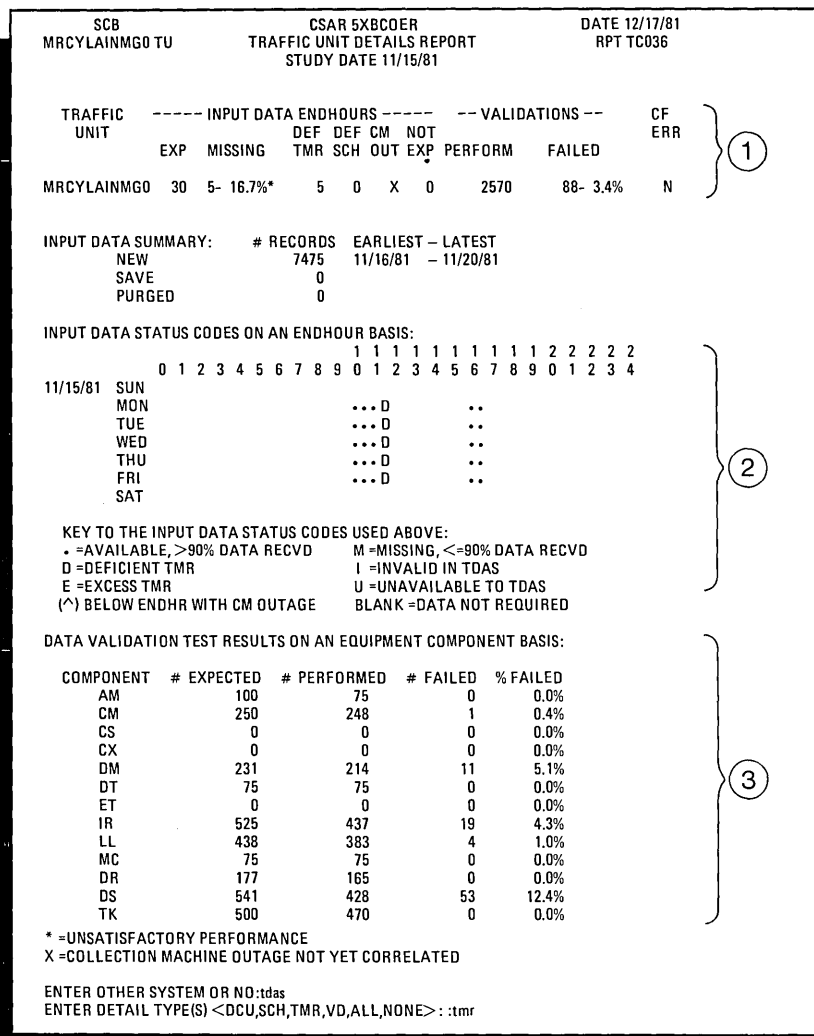 SCB CSAR 5XBCOER DATE 12/17/81
MRCYLAINMG0 TU TRAFFIC UNIT DETAILS REPORT RPT TC036
STUDY DATE 11/15/81
TRAFFIC ----- INPUT DATA ENDHOURS ----- -- VALIDATIONS -- CF
UNIT DEF DEF CM NOT ERR
EXP MISSING TMR SCH OUT EXP PERFORM FAILED
MRCYLAINMG0 30 5- 16.7%* 5 0 X 0 2570 88- 3.4% N
1
INPUT DATA SUMMARY: # RECORDS EARLIEST – LATEST
NEW 7475 11/16/81 – 11/20/81
SAVE 0
PURGED 0
INPUT DATA STATUS CODES ON AN ENDHOUR BASIS:
1 1 1 1 1 1 1 1 1 1 2 2 2 2 2
0 1 2 3 4 5 6 7 8 9 0 1 2 3 4 5 6 7 8 9 0 1 2 3 4
11/15/81 SUN
MON •••D ••
TUE •••D ••
WED •••D ••
THU •••D ••
FRI •••D ••
SAT
2
KEY TO THE INPUT DATA STATUS CODES USED ABOVE:
• =AVAILABLE, >90% DATA RECVD M =MISSING, <=90% DATA RECVD
D =DEFICIENT TMR I =INVALID IN TDAS
E =EXCESS TMR U =UNAVAILABLE TO TDAS
(^) BELOW ENDHR WITH CM OUTAGE BLANK =DATA NOT REQUIRED
DATA VALIDATION TEST RESULTS ON AN EQUIPMENT COMPONENT BASIS:
COMPONENT # EXPECTED # PERFORMED # FAILED % FAILED
AM 100 75 0 0.0%
CM 250 248 1 0.4%
CS 0 0 0 0.0%
CX 0 0 0 0.0%
DM 231 214 11 5.1%
DT 75 75 0 0.0%
ET 0 0 0 0.0%
IR 525 437 19 4.3%
LL 438 383 4 1.0%
MC 75 75 0 0.0%
DR 177 165 0 0.0%
DS 541 428 53 12.4%
TK 500 470 0 0.0%
3
* =UNSATISFACTORY PERFORMANCE
X =COLLECTION MACHINE OUTAGE NOT YET CORRELATED
ENTER OTHER SYSTEM OR NO:tdas
ENTER DETAIL TYPE(S) <DCU,SCH,TMR,VD,ALL,NONE>: :tmr